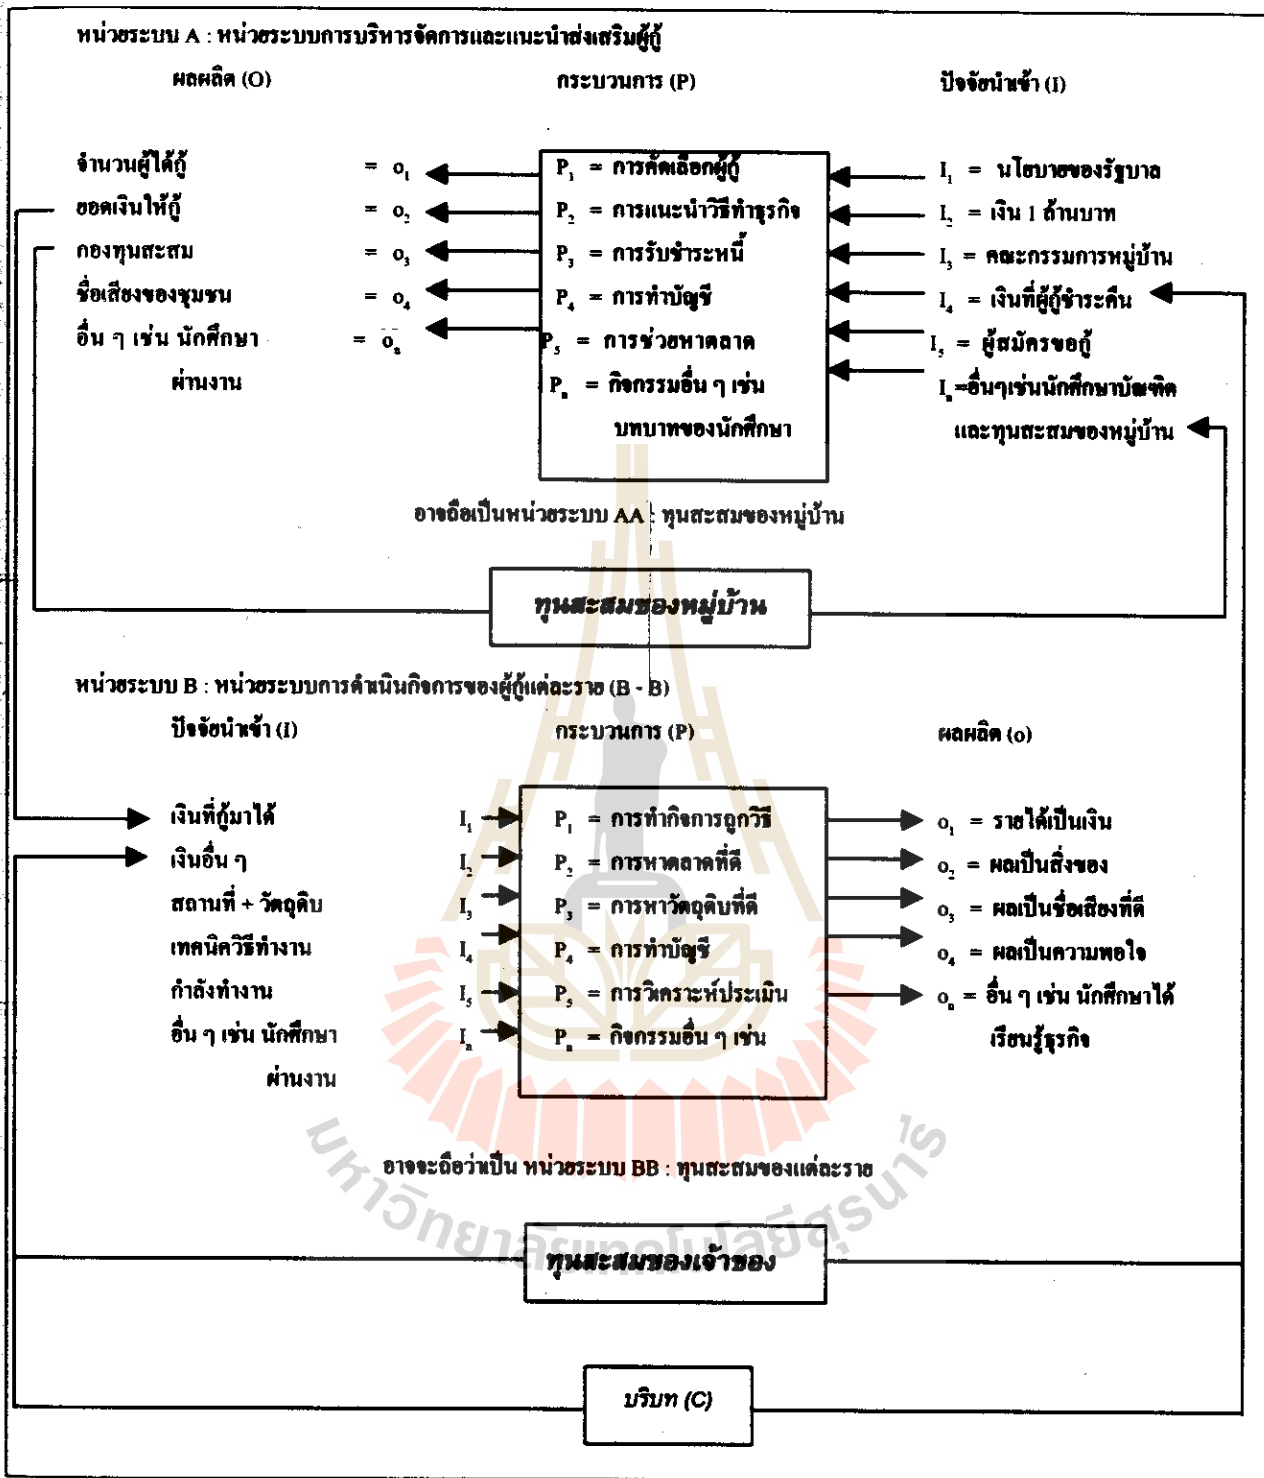 หน่วยระบบ A : หน่วยระบบการบริหารจัดการและแนะนำส่งเสริมผู้กู้
ผลผลิต (O) กระบวนการ (P) ปัจจัยนำเข้า (I)
จำนวนผู้ได้กู้ = o₁ P₁ = การคัดเลือกผู้กู้ I₁ = นโยบายของรัฐบาล
ยอดเงินให้กู้ = o₂ P₂ = การแนะนำวิธีทำธุรกิจ I₂ = เงิน 1 ล้านบาท
กองทุนสะสม = o₃ P₃ = การรับชำระหนี้ I₃ = คณะกรรมการหมู่บ้าน
ชื่อเสียงของชุมชน = o₄ P₄ = การทำบัญชี I₄ = เงินที่ผู้กู้ชำระคืน
อื่น ๆ เช่น นักศึกษา = oₙ P₅ = การช่วยหาตลาด I₅ = ผู้สมัครขอกู้
ผ่านงาน Pₙ = กิจกรรมอื่น ๆ เช่น Iₙ =อื่นๆเช่นนักศึกษาบัณฑิต
บทบาทของนักศึกษา และทุนสะสมของหมู่บ้าน
อาจถือเป็นหน่วยระบบ AA : ทุนสะสมของหมู่บ้าน
ทุนสะสมของหมู่บ้าน
หน่วยระบบ B : หน่วยระบบการดำเนินกิจการของผู้กู้แต่ละราย (B - B)
ปัจจัยนำเข้า (I) กระบวนการ (P) ผลผลิต (o)
เงินที่กู้มาได้ I₁ P₁ = การทำกิจการถูกวิธี o₁ = รายได้เป็นเงิน
เงินอื่น ๆ I₂ P₂ = การหาตลาดที่ดี o₂ = ผลเป็นสิ่งของ
สถานที่ + วัตถุดิบ I₃ P₃ = การหาวัตถุดิบที่ดี o₃ = ผลเป็นชื่อเสียงที่ดี
เทคนิควิธีทำงาน I₄ P₄ = การทำบัญชี o₄ = ผลเป็นความพอใจ
กำลังทำงาน I₅ P₅ = การวิเคราะห์ประเมิน oₙ = อื่น ๆ เช่น นักศึกษาได้
อื่น ๆ เช่น นักศึกษา Iₙ Pₙ = กิจกรรมอื่น ๆ เช่น เรียนรู้ธุรกิจ
ผ่านงาน
อาจจะถือว่าเป็น หน่วยระบบ BB : ทุนสะสมของแต่ละราย
มหาวิทยาลัยเทคโนโลยีสุรนารี
ทุนสะสมของเจ้าของ
บริบท (C)